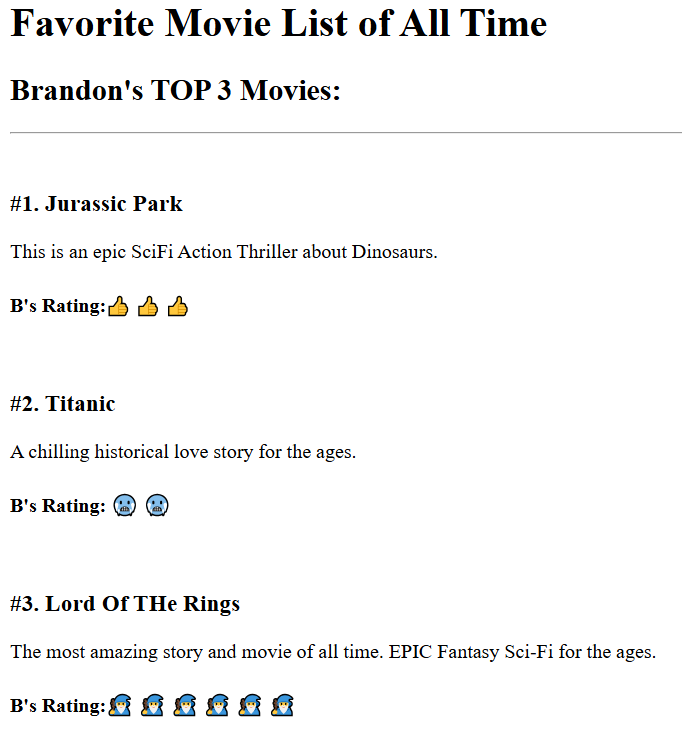 Favorite Movie List of All Time
Brandon's TOP 3 Movies:
#1. Jurassic Park
This is an epic SciFi Action Thriller about Dinosaurs.
B's Rating:👍 👍 👍
#2. Titanic
A chilling historical love story for the ages.
B's Rating: 🥶 🥶
#3. Lord Of THe Rings
The most amazing story and movie of all time. EPIC Fantasy Sci-Fi for the ages.
B's Rating:🧙‍♂️ 🧙‍♂️ 🧙‍♂️ 🧙‍♂️ 🧙‍♂️ 🧙‍♂️